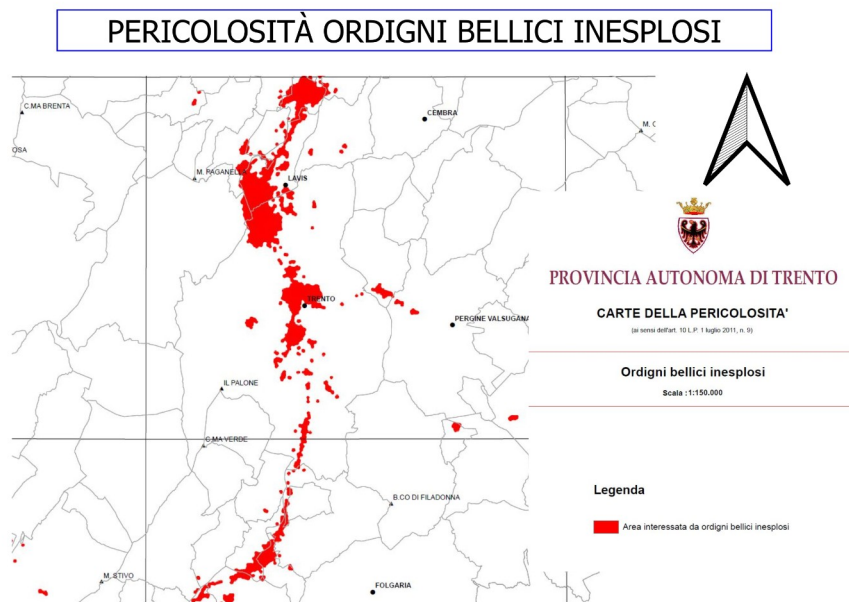 PERICOLOSITÀ ORDIGNI BELLICI INESPLOSI
C.MA BRENTA
CEMBRA
OSA
M. PAGANELLA
LAVIS
TRENTO
PERGINE VALSUGANA
IL PALONE
C.MA VERDE
B.CO DI FILADONNA
M. STIVO
FOLGARIA
PROVINCIA AUTONOMA DI TRENTO
CARTE DELLA PERICOLOSITA'
(ai sensi dell'art. 10 L.P. 1 luglio 2011, n. 9)
Ordigni bellici inesplosi
Scala :1:150.000
Legenda
Area interessata da ordigni bellici inesplosi